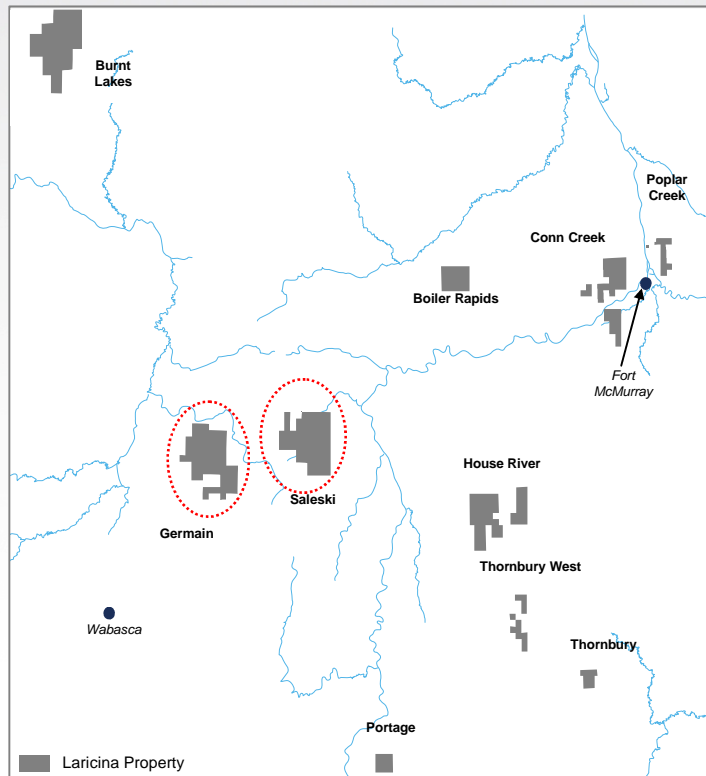 Burnt
Lakes
Poplar
Creek
Conn Creek
Boiler Rapids
Fort
McMurray
House River
Saleski
Germain
Thornbury West
Wabasca
Thornbury
Portage
Laricina Property